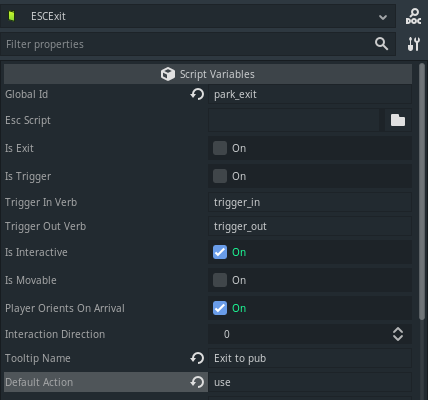 ESCExit
DOC
Filter properties
Script Variables
Global Id park_exit
Esc Script
Is Exit On
Is Trigger On
Trigger In Verb trigger_in
Trigger Out Verb trigger_out
Is Interactive On
Is Movable On
Player Orients On Arrival On
Interaction Direction 0
Tooltip Name Exit to pub
Default Action use